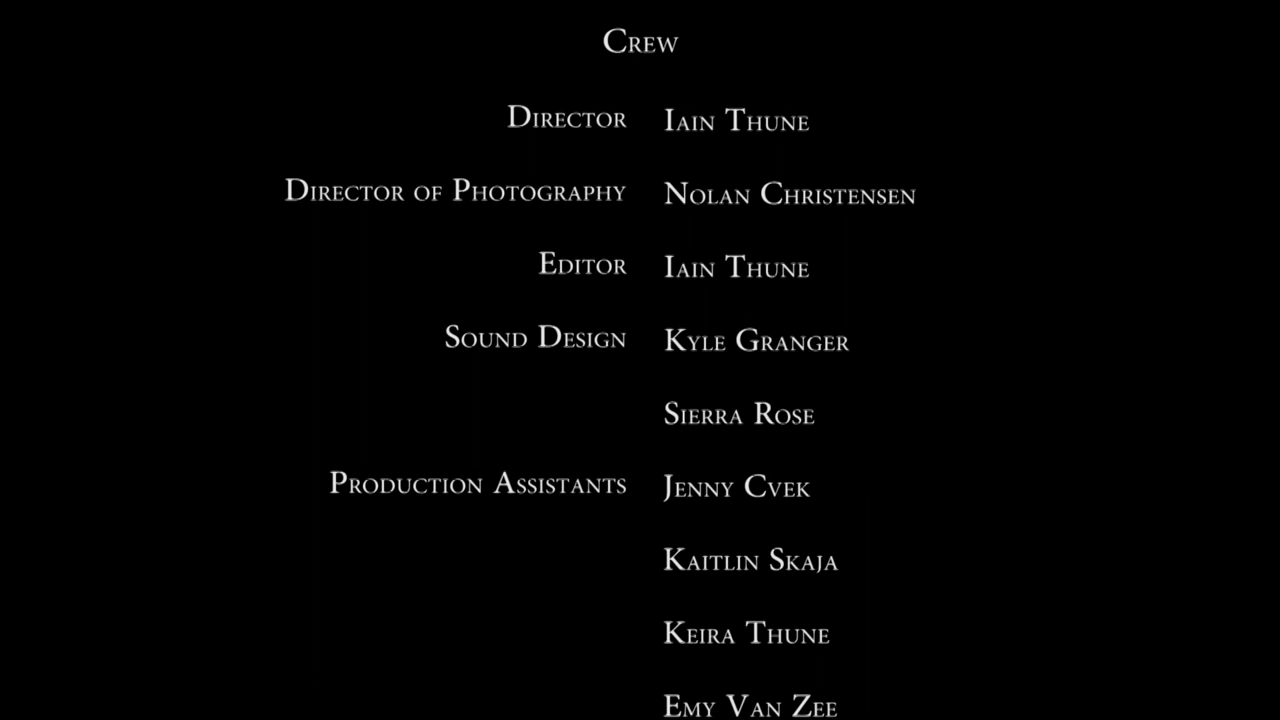 Crew
Director Iain Thune
Director of Photography Nolan Christensen
Editor Iain Thune
Sound Design Kyle Granger
Sierra Rose
Production Assistants Jenny Cvek
Kaitlin Skaja
Keira Thune
Emy Van Zee